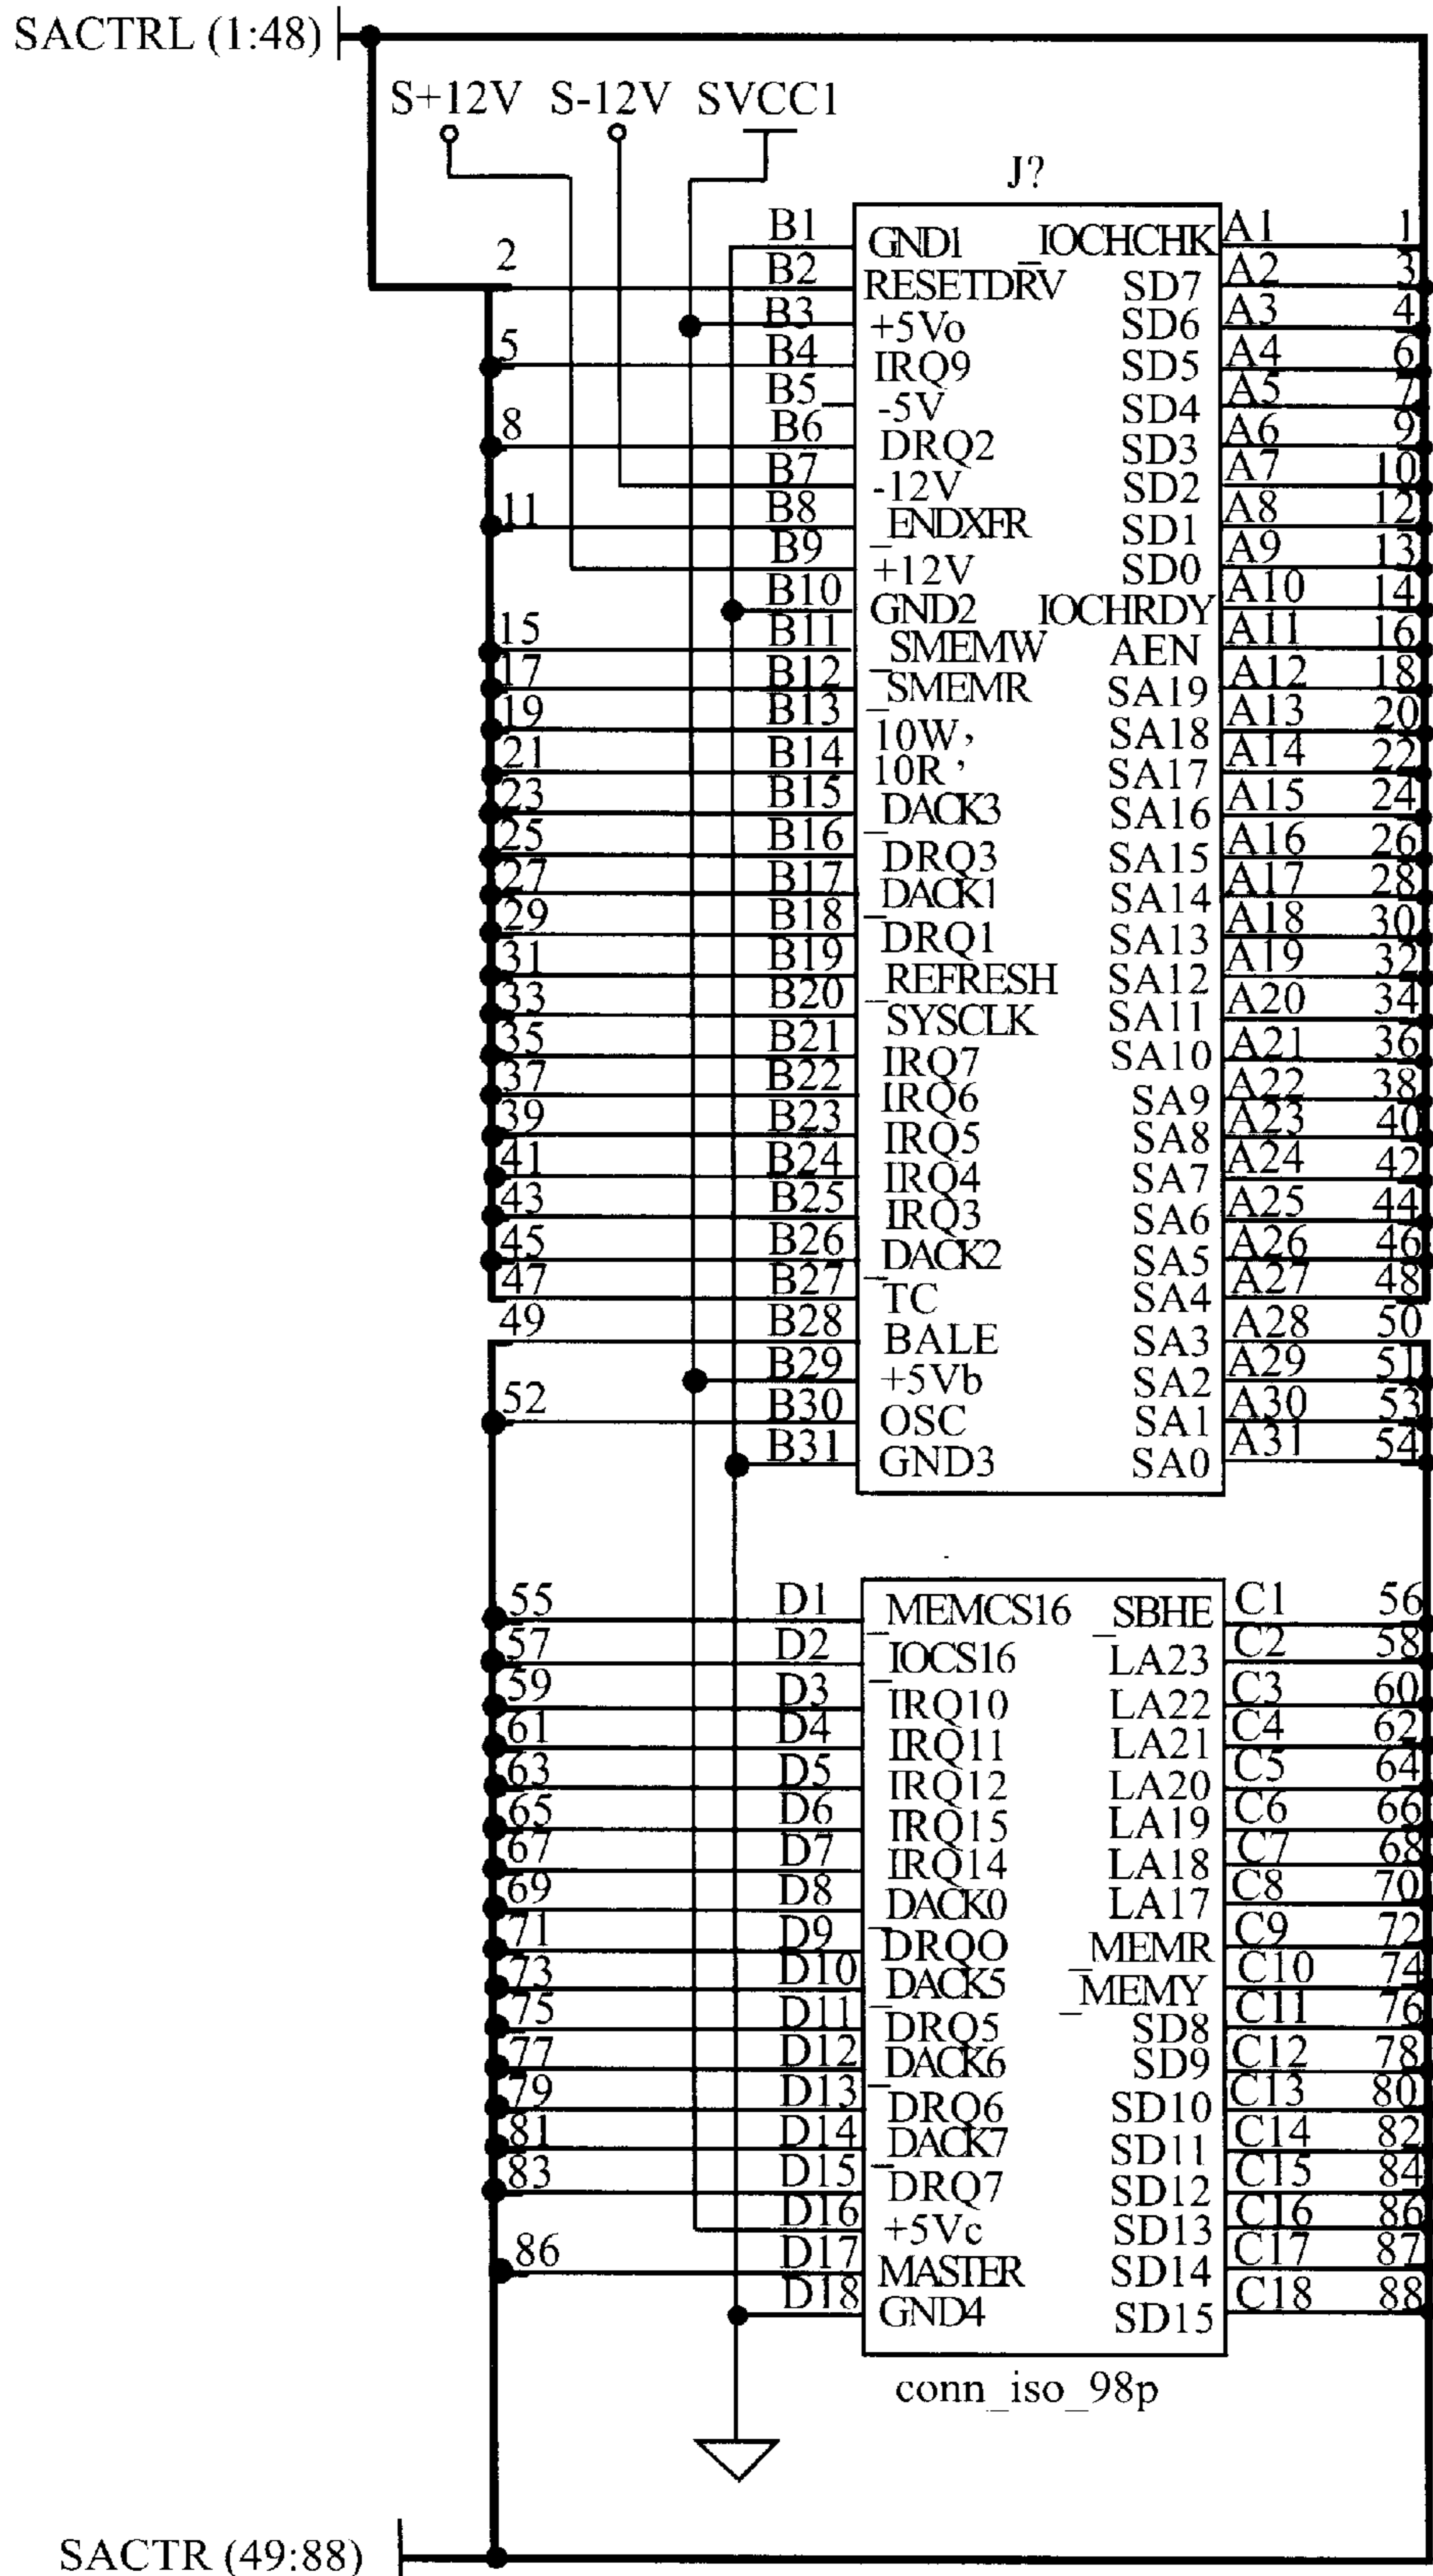 SACTRL (1:48)
S+12V S-12V SVCC1
J?
B1 GND1 _IOCHCHK A1 1
2 B2 RESETDRV SD7 A2 3
B3 +5Vo SD6 A3 4
5 B4 IRQ9 SD5 A4 6
B5 -5V SD4 A5 7
8 B6 DRQ2 SD3 A6 9
B7 -12V SD2 A7 10
11 B8 _ENDXFR SD1 A8 12
B9 +12V SD0 A9 13
B10 GND2 IOCHRDY A10 14
15 B11 _SMEMW AEN A11 16
17 B12 _SMEMR SA19 A12 18
19 B13 10W, SA18 A13 20
21 B14 10R' SA17 A14 22
23 B15 _DACK3 SA16 A15 24
25 B16 DRQ3 SA15 A16 26
27 B17 _DACK1 SA14 A17 28
29 B18 DRQ1 SA13 A18 30
31 B19 _REFRESH SA12 A19 32
33 B20 SYSCLK SA11 A20 34
35 B21 IRQ7 SA10 A21 36
37 B22 IRQ6 SA9 A22 38
39 B23 IRQ5 SA8 A23 40
41 B24 IRQ4 SA7 A24 42
43 B25 IRQ3 SA6 A25 44
45 B26 _DACK2 SA5 A26 46
47 B27 TC SA4 A27 48
49 B28 BALE SA3 A28 50
B29 +5Vb SA2 A29 51
52 B30 OSC SA1 A30 53
B31 GND3 SA0 A31 54
55 D1 _MEMCS16 _SBHE C1 56
57 D2 _IOCS16 LA23 C2 58
59 D3 IRQ10 LA22 C3 60
61 D4 IRQ11 LA21 C4 62
63 D5 IRQ12 LA20 C5 64
65 D6 IRQ15 LA19 C6 66
67 D7 IRQ14 LA18 C7 68
69 D8 _DACK0 LA17 C8 70
71 D9 DRQO _MEMR C9 72
73 D10 _DACK5 _MEMY C10 74
75 D11 DRQ5 SD8 C11 76
77 D12 _DACK6 SD9 C12 78
79 D13 DRQ6 SD10 C13 80
81 D14 _DACK7 SD11 C14 82
83 D15 DRQ7 SD12 C15 84
D16 +5Vc SD13 C16 86
86 D17 MASTER SD14 C17 87
D18 GND4 SD15 C18 88
conn_iso_98p
SACTR (49:88)